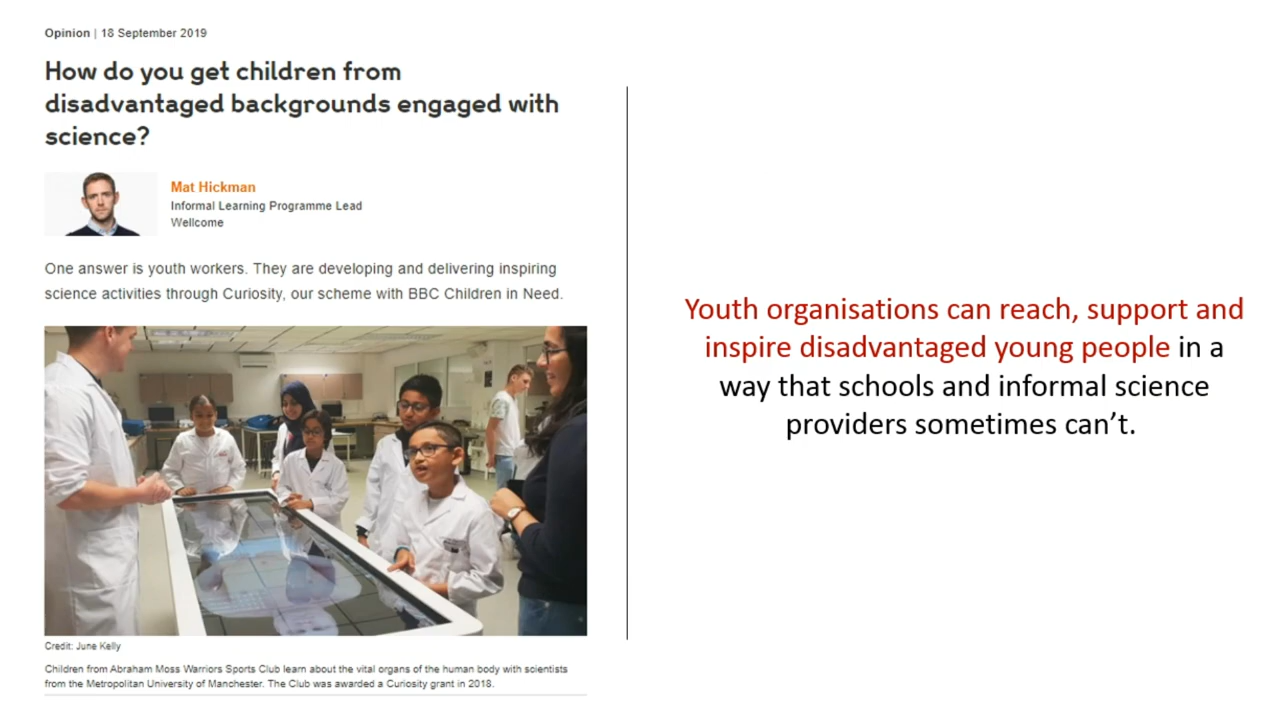 Opinion | 18 September 2019
How do you get children from
disadvantaged backgrounds engaged with
science?
Mat Hickman
Informal Learning Programme Lead
Wellcome
One answer is youth workers. They are developing and delivering inspiring
science activities through Curiosity, our scheme with BBC Children in Need.
Credit: June Kelly
Children from Abraham Moss Warriors Sports Club learn about the vital organs of the human body with scientists
from the Metropolitan University of Manchester. The Club was awarded a Curiosity grant in 2018.
Youth organisations can reach, support and
inspire disadvantaged young people in a
way that schools and informal science
providers sometimes can’t.